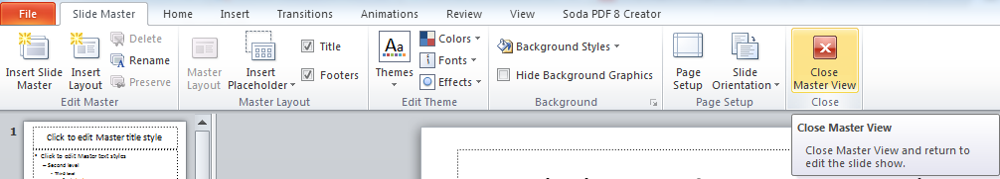 File Slide Master Home Insert Transitions Animations Review View Soda PDF 8 Creator
Insert Slide Master
Insert Layout
Delete
Rename
Preserve
Edit Master
Master Layout
Insert Placeholder
Title
Footers
Master Layout
Themes
Colors
Fonts
Effects
Edit Theme
Background Styles
Hide Background Graphics
Background
Page Setup
Slide Orientation
Page Setup
Close Master View
Close
1
Click to edit Master title style
• Click to edit Master text styles
– Second level
• Third level
Close Master View
Close Master View and return to
edit the slide show.